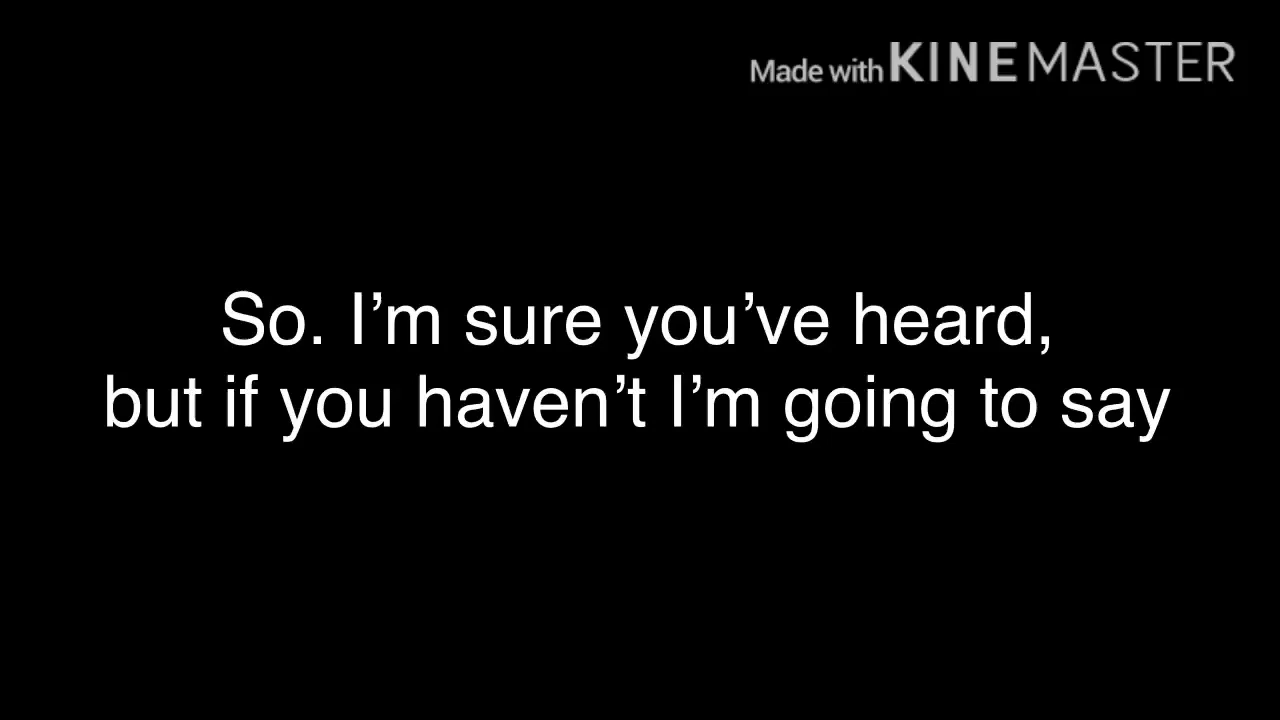 Made with KINEMASTER
So. I’m sure you’ve heard,
but if you haven’t I’m going to say